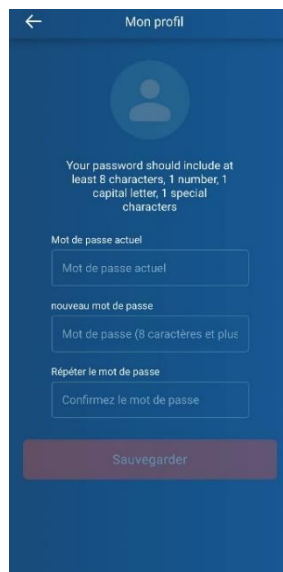 Mon profil
Your password should include at
least 8 characters, 1 number, 1
capital letter, 1 special
characters
Mot de passe actuel
Mot de passe actuel
nouveau mot de passe
Mot de passe (8 caractères et plus
Répéter le mot de passe
Confirmez le mot de passe
Sauvegarder